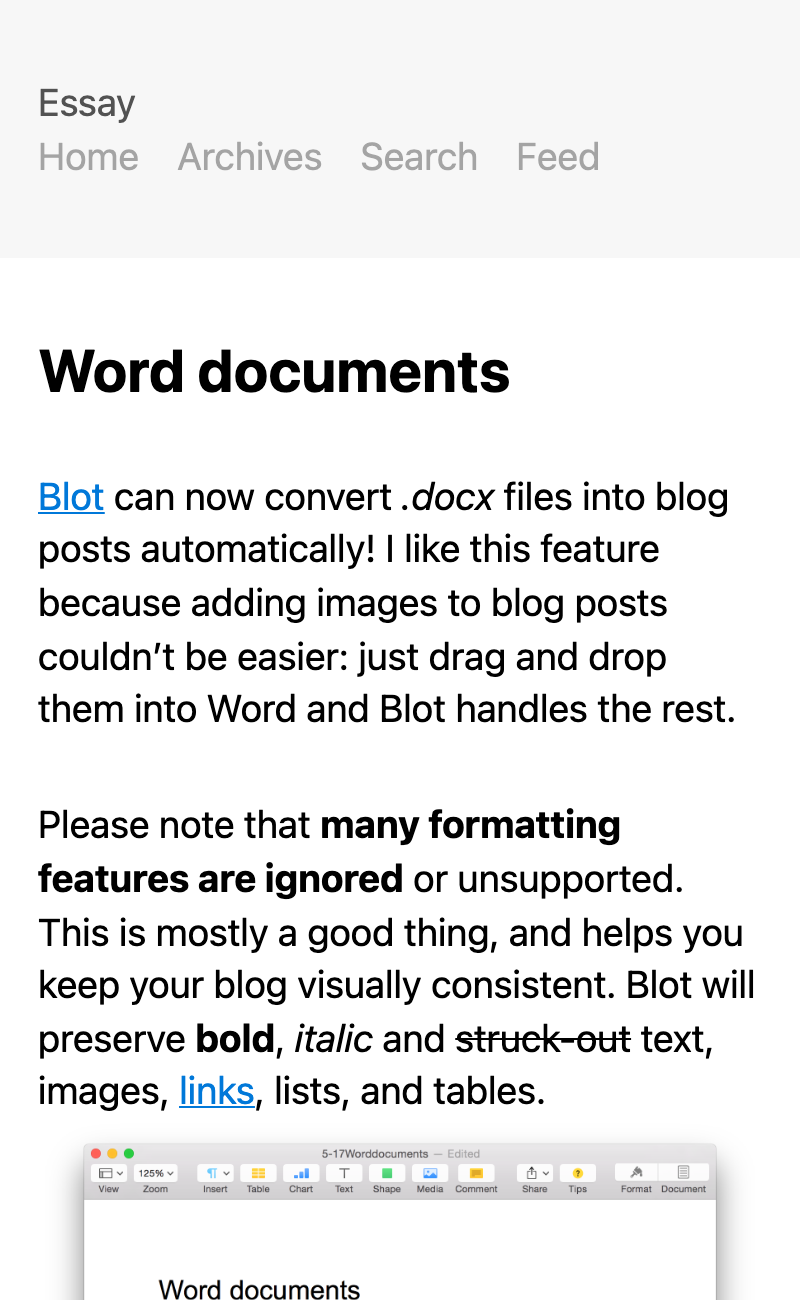 Essay
Home Archives Search Feed
Word documents
Blot can now convert .docx files into blog
posts automatically! I like this feature
because adding images to blog posts
couldn’t be easier: just drag and drop
them into Word and Blot handles the rest.
Please note that many formatting
features are ignored or unsupported.
This is mostly a good thing, and helps you
keep your blog visually consistent. Blot will
preserve bold, italic and struck-out text,
images, links, lists, and tables.
5-17Worddocuments — Edited
125%
View Zoom Insert Table Chart Text Shape Media Comment Share Tips Format Document
Word documents